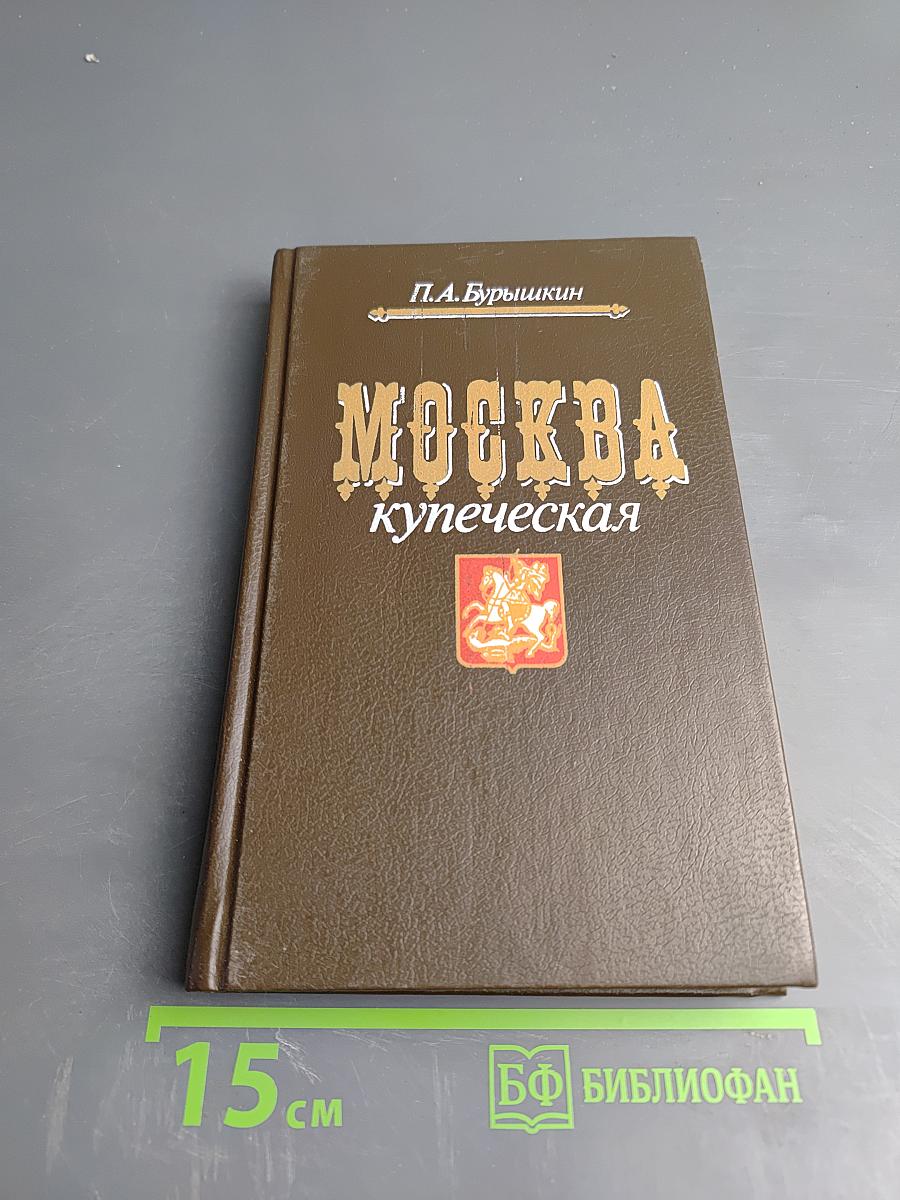 П. А. Бурышкин
МОСКВА
купеческая
15 см
БФ БИБЛИОФАН